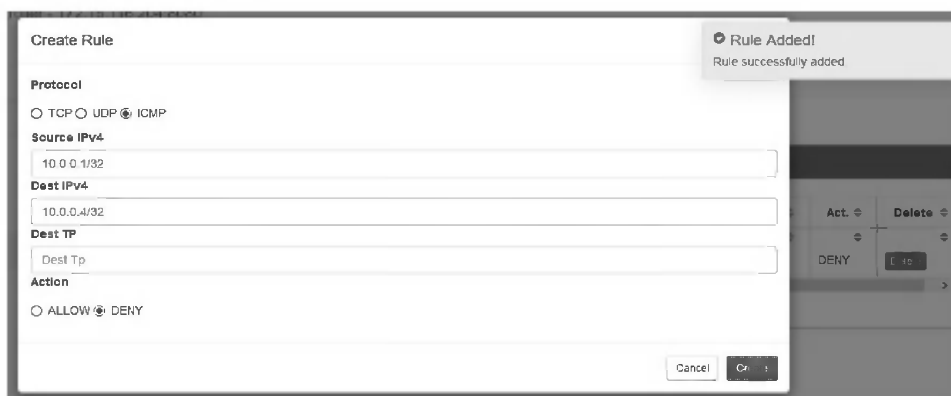 Create Rule
Rule Added!
Rule successfully added
Protocol
TCP UDP ICMP
Source IPv4
10.0.0.1/32
Dest IPv4
10.0.0.4/32
Dest TP
Dest Tp
Action
ALLOW DENY
Act. Delete
DENY
Cancel